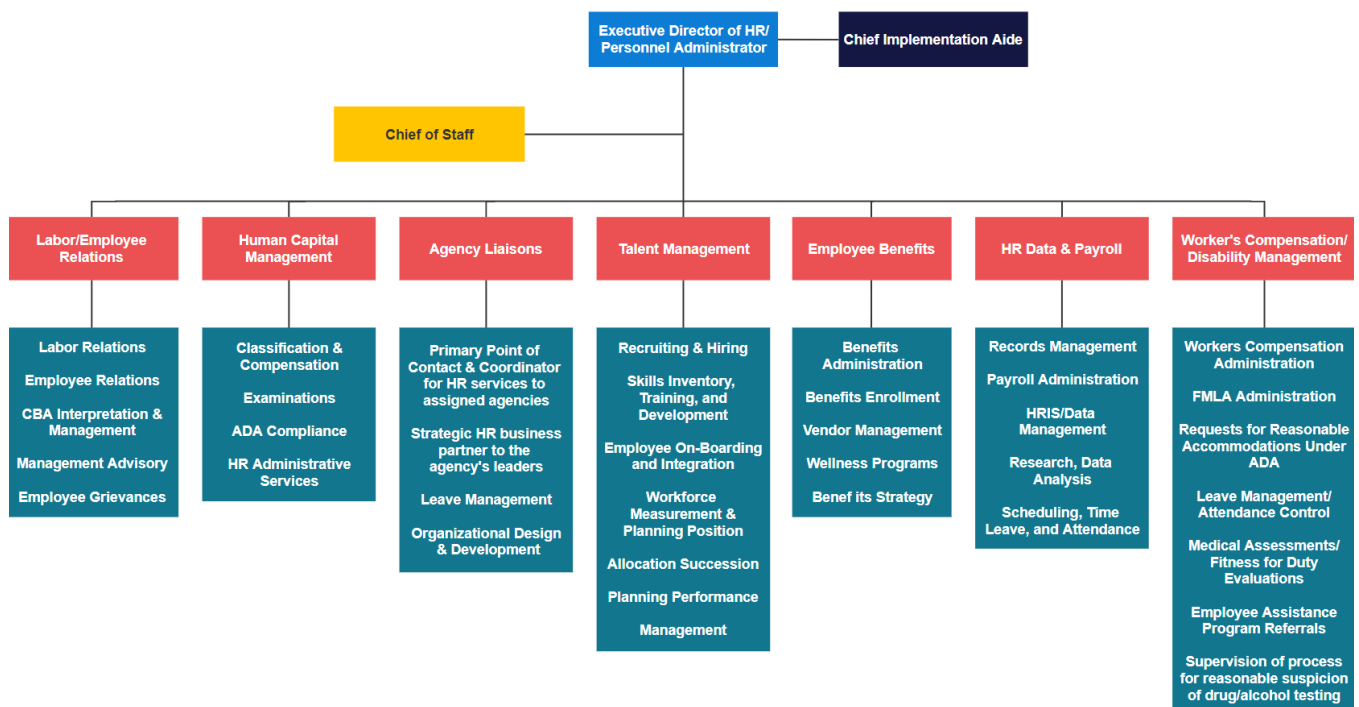 Executive Director of HR/
Personnel Administrator
Chief Implementation Aide
Chief of Staff
Labor/Employee
Relations
Human Capital
Management
Agency Liaisons
Talent Management
Employee Benefits
HR Data & Payroll
Worker's Compensation/
Disability Management
Labor Relations
Employee Relations
CBA Interpretation &
Management
Management Advisory
Employee Grievances
Classification &
Compensation
Examinations
ADA Compliance
HR Administrative
Services
Primary Point of
Contact & Coordinator
for HR services to
assigned agencies
Strategic HR business
partner to the
agency's leaders
Leave Management
Organizational Design
& Development
Recruiting & Hiring
Skills Inventory,
Training, and
Development
Employee On-Boarding
and Integration
Workforce
Measurement &
Planning Position
Allocation Succession
Planning Performance
Management
Benefits
Administration
Benefits Enrollment
Vendor Management
Wellness Programs
Benef its Strategy
Records Management
Payroll Administration
HRIS/Data
Management
Research, Data
Analysis
Scheduling, Time
Leave, and Attendance
Workers Compensation
Administration
FMLA Administration
Requests for Reasonable
Accommodations Under
ADA
Leave Management/
Attendance Control
Medical Assessments/
Fitness for Duty
Evaluations
Employee Assistance
Program Referrals
Supervision of process
for reasonable suspicion
of drug/alcohol testing